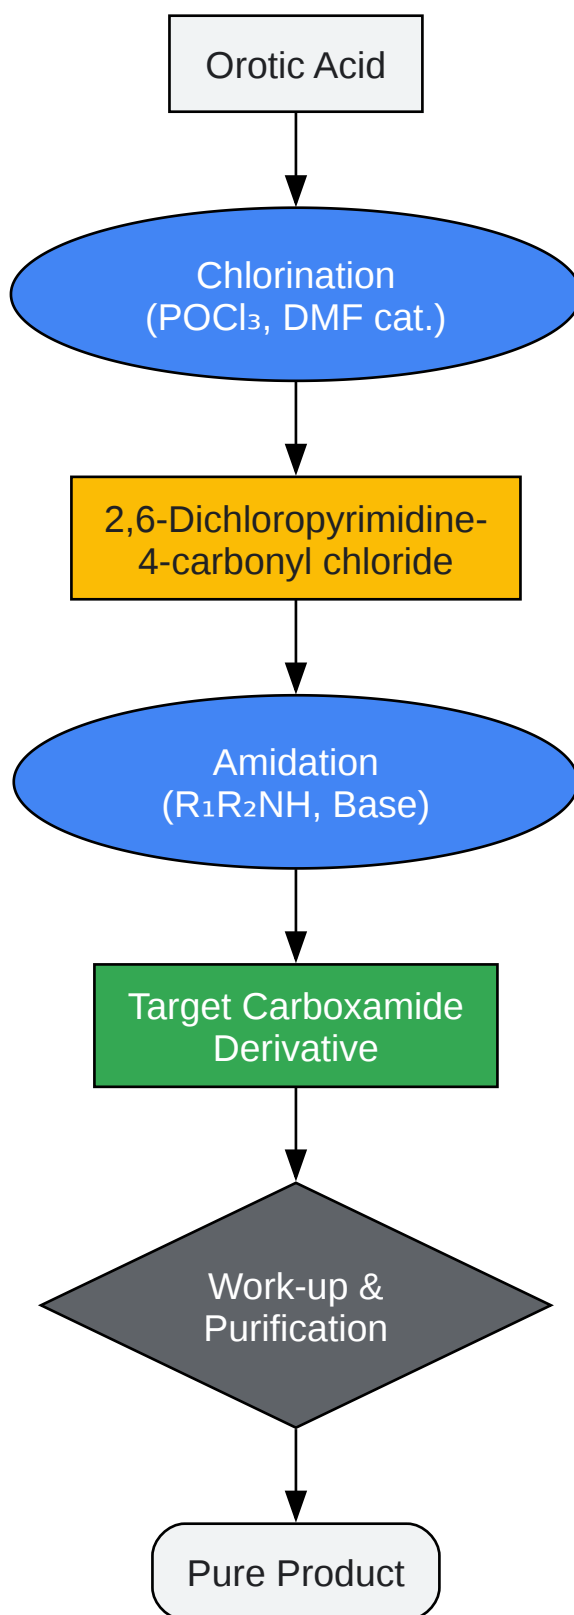 Orotic Acid
Chlorination
(POCl₃, DMF cat.)
2,6-Dichloropyrimidine-
4-carbonyl chloride
Amidation
(R₁R₂NH, Base)
Target Carboxamide
Derivative
Work-up &
Purification
Pure Product